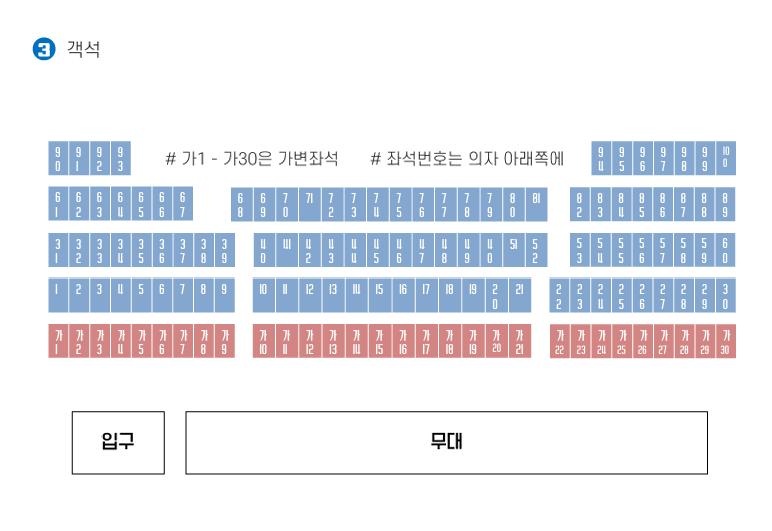 3 객석
90 91 92 93 # 가1 - 가30은 가변좌석 # 좌석번호는 의자 아래쪽에 94 95 96 97 98 99 100
61 62 63 64 65 66 67 68 69 70 71 72 73 74 75 76 77 78 79 80 81 82 83 84 85 86 87 88 89
31 32 33 34 35 36 37 38 39 40 41 42 43 44 45 46 47 48 49 40 51 52 53 54 55 56 57 58 59 60
1 2 3 4 5 6 7 8 9 10 11 12 13 14 15 16 17 18 19 20 21 22 23 24 25 26 27 28 29 30
가1 가2 가3 가4 가5 가6 가7 가8 가9 가10 가11 가12 가13 가14 가15 가16 가17 가18 가19 가20 가21 가22 가23 가24 가25 가26 가27 가28 가29 가30
입구 무대